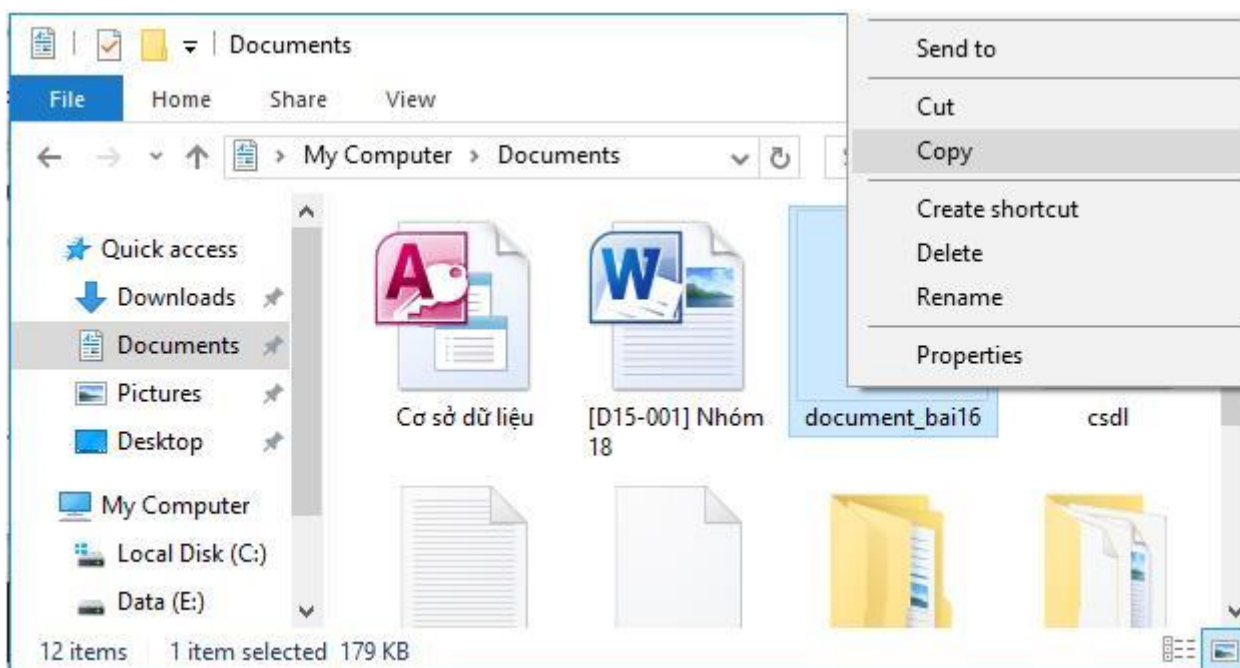 Documents
File Home Share View
My Computer > Documents
Quick access
Downloads
Documents
Pictures
Desktop
My Computer
Local Disk (C:)
Data (E:)
Cơ sở dữ liệu
[D15-001] Nhóm
18
document_bai16
csdl
Send to
Cut
Copy
Create shortcut
Delete
Rename
Properties
12 items 1 item selected 179 KB